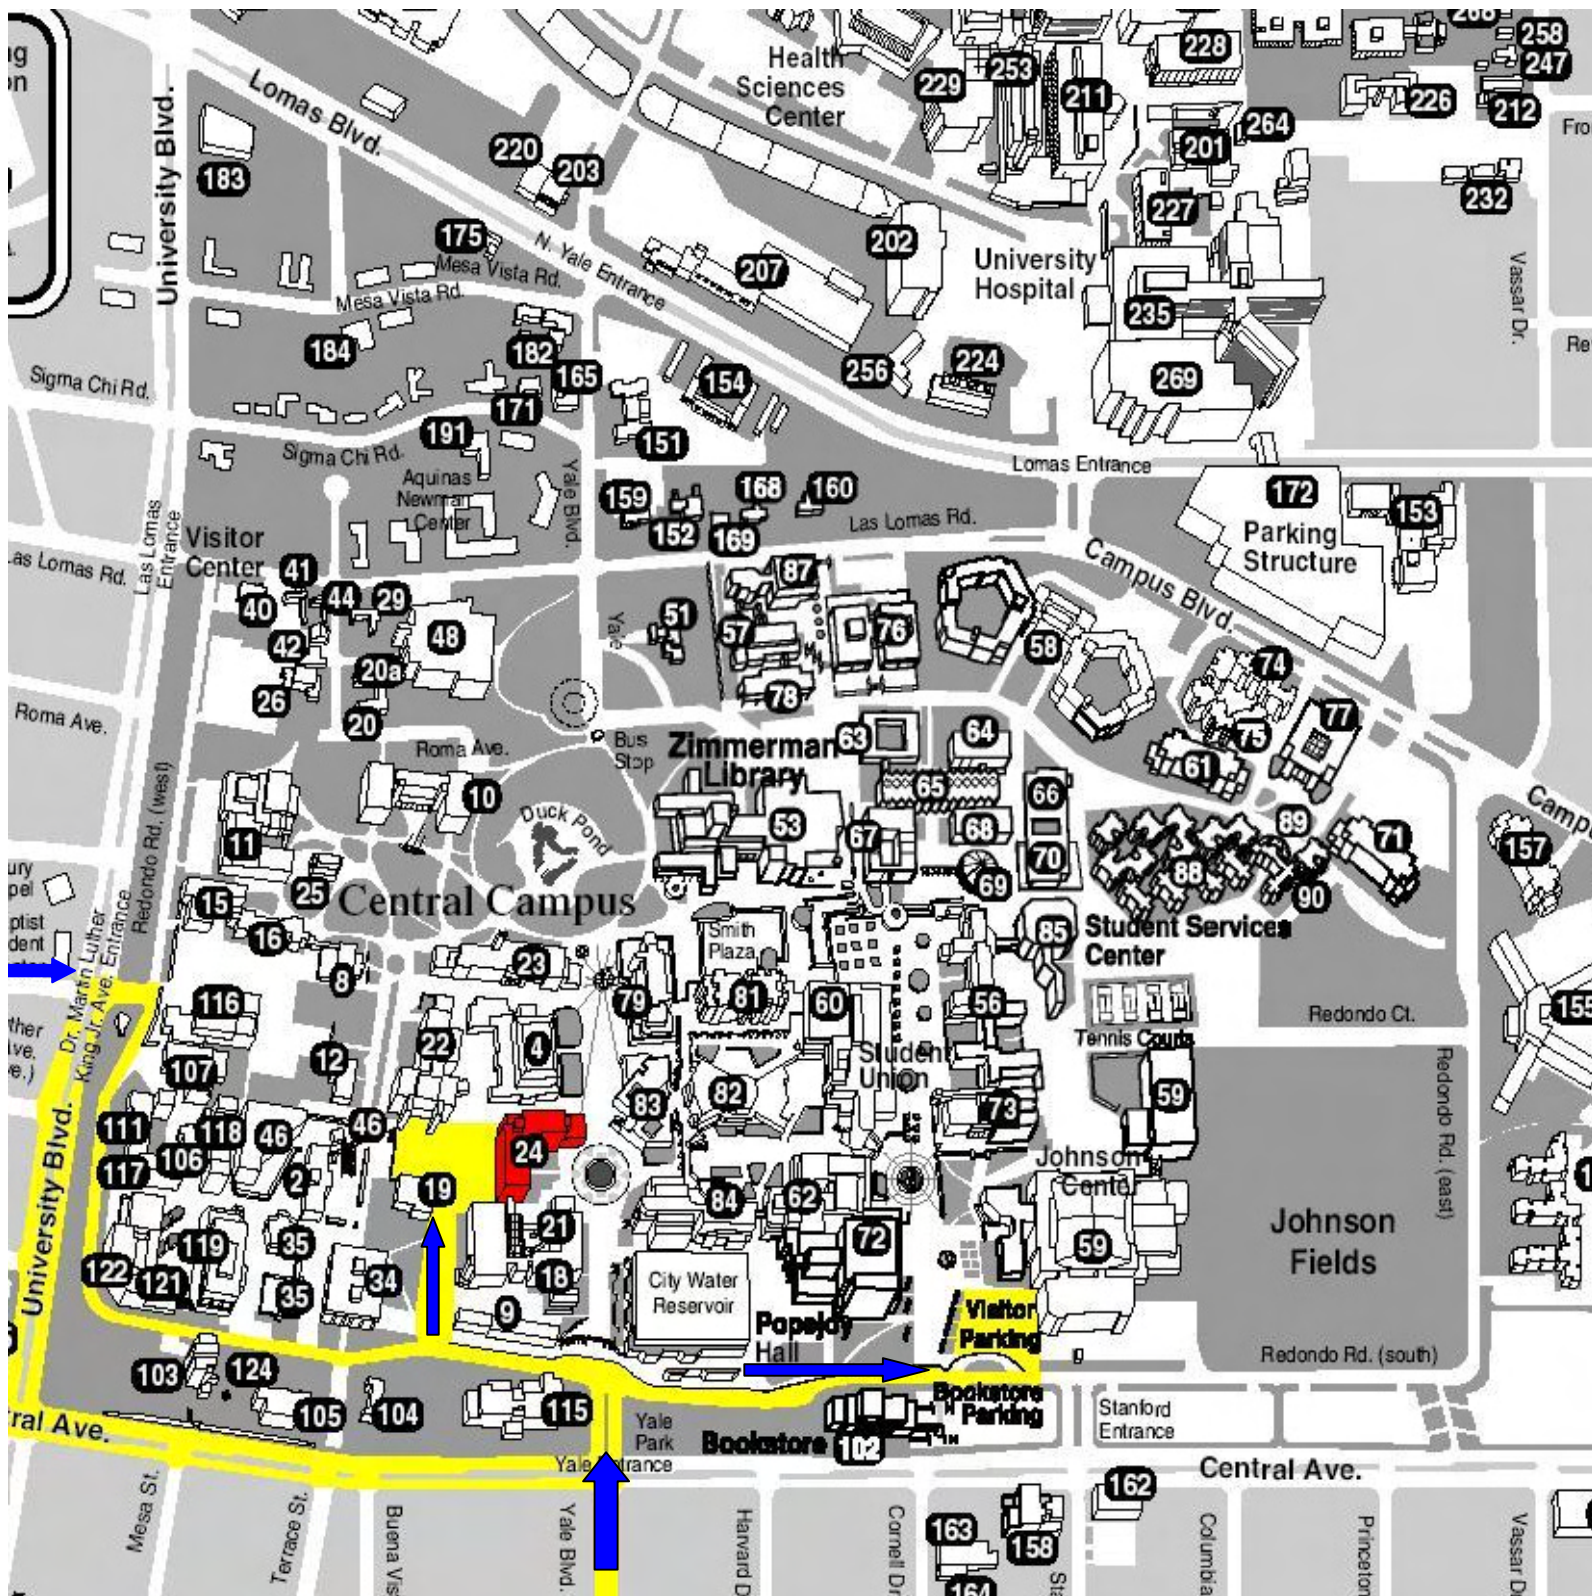 Health
Sciences
Center
229
253
228
211
258
247
226
212
264
201
232
227
Fro
Lomas Blvd.
University Blvd.
183
220
203
175
N. Yale Entrance
Mesa Vista Rd.
Mesa Vista Rd.
207
202
University
Hospital
235
Vassar Dr.
184
182
165
154
256
224
269
Sigma Chi Rd.
171
191
151
Sigma Chi Rd.
Lomas Entrance
Aquinas
Newman
Center
Yale Blvd.
159
168
160
152
169
Las Lomas Rd.
172
Parking
Structure
153
Las Lomas
Entrance
Visitor
Center
Las Lomas Rd.
Campus Blvd.
41
40
44
29
48
42
20a
26
20
Yale
51
57
87
76
78
58
74
75
77
61
Roma Ave.
Roma Ave.
Bus
Stop
Zimmerman
Library
63
64
65
66
68
67
53
70
69
10
Duck Pond
11
25
Redondo Rd. (west)
Central Campus
15
16
8
23
Smith
Plaza
85
Student Services
Center
88
89
90
71
157
Dr. Martin Luther
King Jr. Ave. Entrance
116
107
12
22
4
79
81
60
56
Student
Union
Tennis Courts
Redondo Ct.
155
Redondo Rd. (east)
111
118
46
46
106
117
2
24
83
82
73
59
Johnson
Center
19
84
62
72
59
Johnson
Fields
122
119
121
35
35
34
21
18
9
City Water
Reservoir
Popejoy
Hall
Visitor
Parking
Redondo Rd. (south)
University Blvd.
103
124
105
104
115
Yale
Park
Bookstore
102
Bookstore
Parking
Stanford
Entrance
Yale Entrance
Central Ave.
Mesa St.
Terrace St.
Yale Blvd.
162
163
158
164
Columbia
Princeton